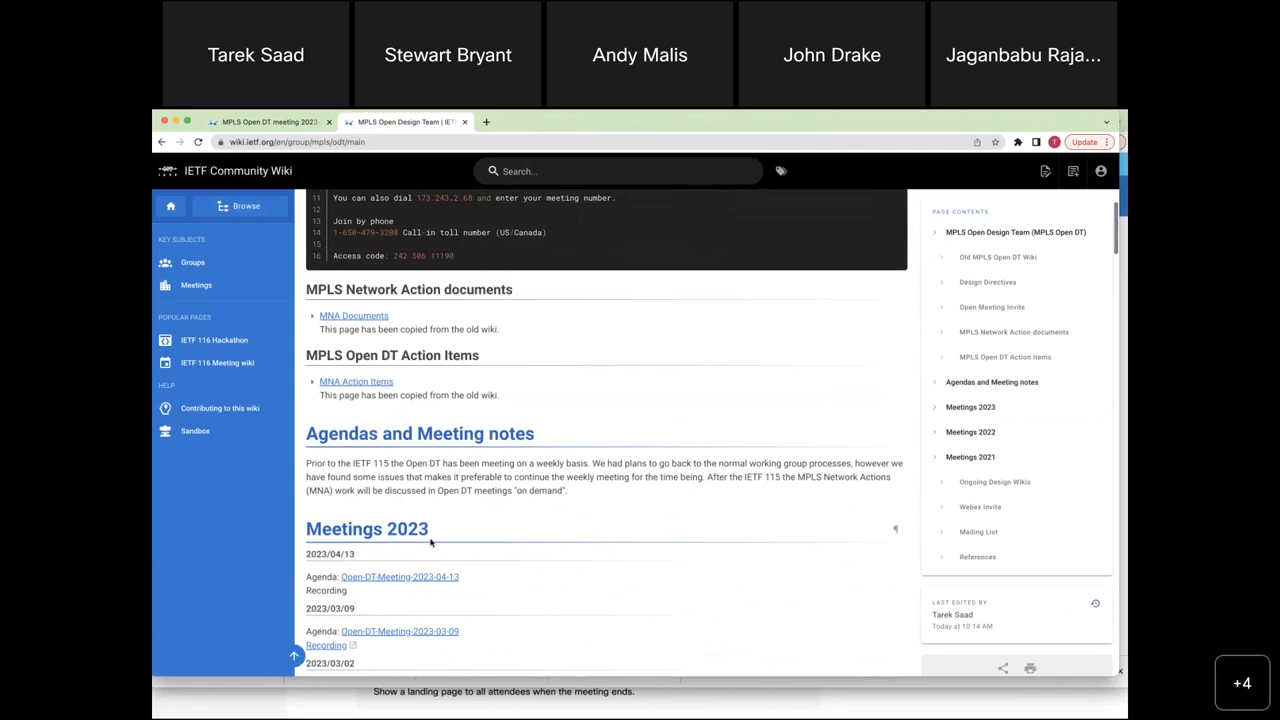 Tarek Saad
Stewart Bryant
Andy Malis
John Drake
Jaganbabu Raja...
MPLS Open DT meeting 2023-
MPLS Open Design Team | IET
wiki.ietf.org/en/group/mpls/odt/main
T
Update
IETF Community Wiki
Search...
Browse
KEY SUBJECTS
Groups
Meetings
POPULAR PAGES
IETF 116 Hackathon
IETF 116 Meeting wiki
HELP
Contributing to this wiki
Sandbox
11 You can also dial 173.243.2.68 and enter your meeting number.
12
13 Join by phone
14 1-650-479-3208 Call-in toll number (US/Canada)
15
16 Access code: 242 506 11190
MPLS Network Action documents
MNA Documents
This page has been copied from the old wiki.
MPLS Open DT Action Items
MNA Action Items
This page has been copied from the old wiki.
Agendas and Meeting notes
Prior to the IETF 115 the Open DT has been meeting on a weekly basis. We had plans to go back to the normal working group processes, however we
have found some issues that makes it preferable to continue the weekly meeting for the time being. After the IETF 115 the MPLS Network Actions
(MNA) work will be discussed in Open DT meetings "on demand".
Meetings 2023
¶
2023/04/13
Agenda: Open-DT-Meeting-2023-04-13
Recording
2023/03/09
Agenda: Open-DT-Meeting-2023-03-09
Recording
2023/03/02
PAGE CONTENTS
MPLS Open Design Team (MPLS Open DT)
Old MPLS Open DT Wiki
Design Directives
Open Meeting Invite
MPLS Network Action documents
MPLS Open DT Action Items
Agendas and Meeting notes
Meetings 2023
Meetings 2022
Meetings 2021
Ongoing Design Wikis
Webex Invite
Mailing List
References
LAST EDITED BY
Tarek Saad
Today at 10:14 AM
Show a landing page to all attendees when the meeting ends.
+4